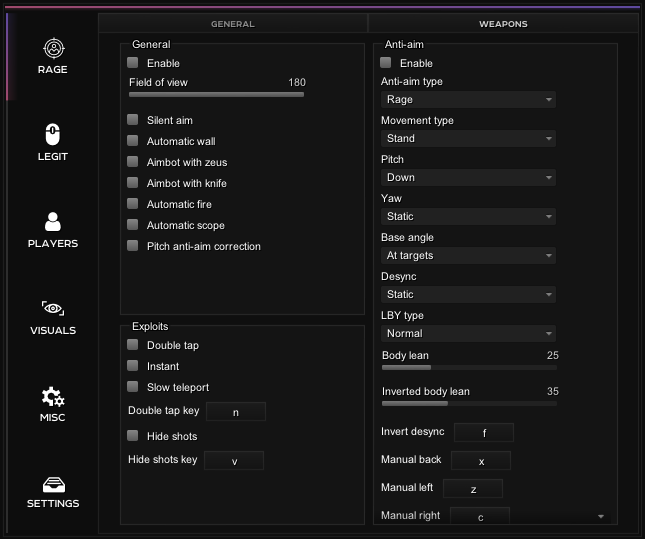 GENERAL
WEAPONS
RAGE
LEGIT
PLAYERS
VISUALS
MISC
SETTINGS
General
Enable
Field of view 180
Silent aim
Automatic wall
Aimbot with zeus
Aimbot with knife
Automatic fire
Automatic scope
Pitch anti-aim correction
Exploits
Double tap
Instant
Slow teleport
Double tap key n
Hide shots
Hide shots key v
Anti-aim
Enable
Anti-aim type
Rage
Movement type
Stand
Pitch
Down
Yaw
Static
Base angle
At targets
Desync
Static
LBY type
Normal
Body lean 25
Inverted body lean 35
Invert desync f
Manual back x
Manual left z
Manual right c